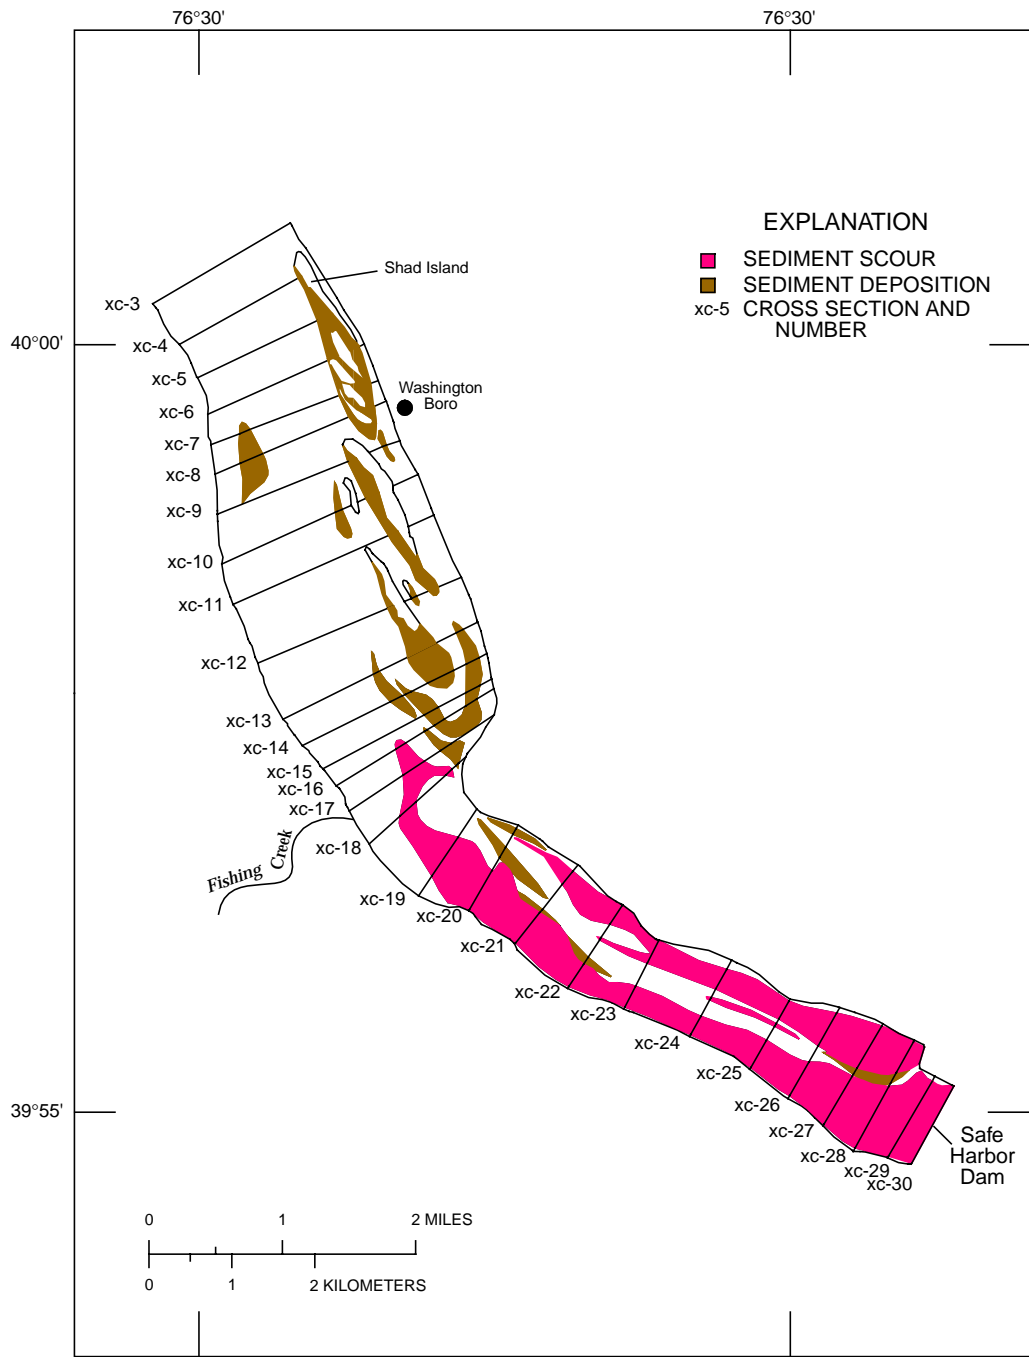 76°30'
76°30'
EXPLANATION
SEDIMENT SCOUR
SEDIMENT DEPOSITION
xc-5 CROSS SECTION AND
NUMBER
Shad Island
xc-3
40°00'
xc-4
xc-5
Washington
Boro
xc-6
xc-7
xc-8
xc-9
xc-10
xc-11
xc-12
xc-13
xc-14
xc-15
xc-16
xc-17
Fishing Creek
xc-18
xc-19
xc-20
xc-21
xc-22
xc-23
xc-24
xc-25
xc-26
39°55'
xc-27
xc-28
xc-29
xc-30
Safe
Harbor
Dam
0 1 2 MILES
0 1 2 KILOMETERS